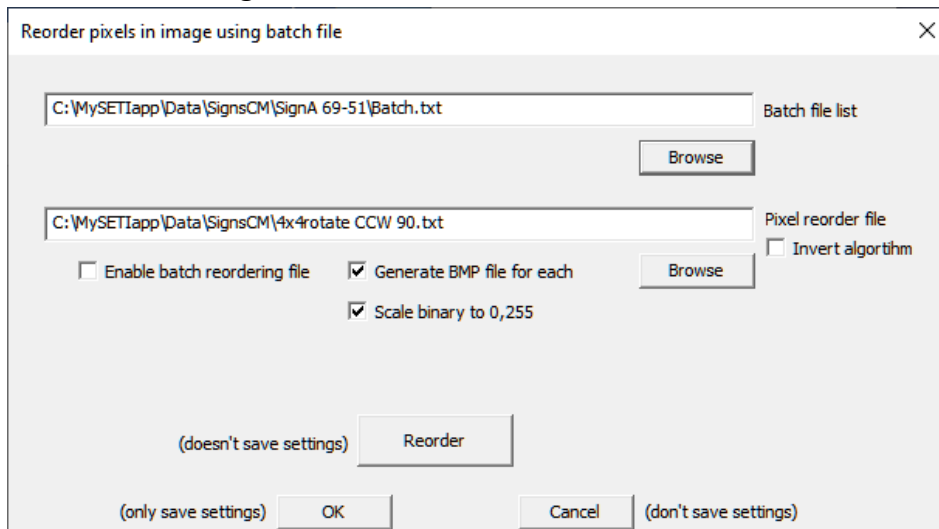 Reorder pixels in image using batch file
C:\MySETIapp\Data\SignsCM\SignA 69-51\Batch.txt
Batch file list
Browse
C:\MySETIapp\Data\SignsCM\4x4rotate CCW 90.txt
Pixel reorder file
Invert algortihm
Enable batch reordering file
Generate BMP file for each
Browse
Scale binary to 0,255
(doesn't save settings)
Reorder
(only save settings)
OK
Cancel
(don't save settings)